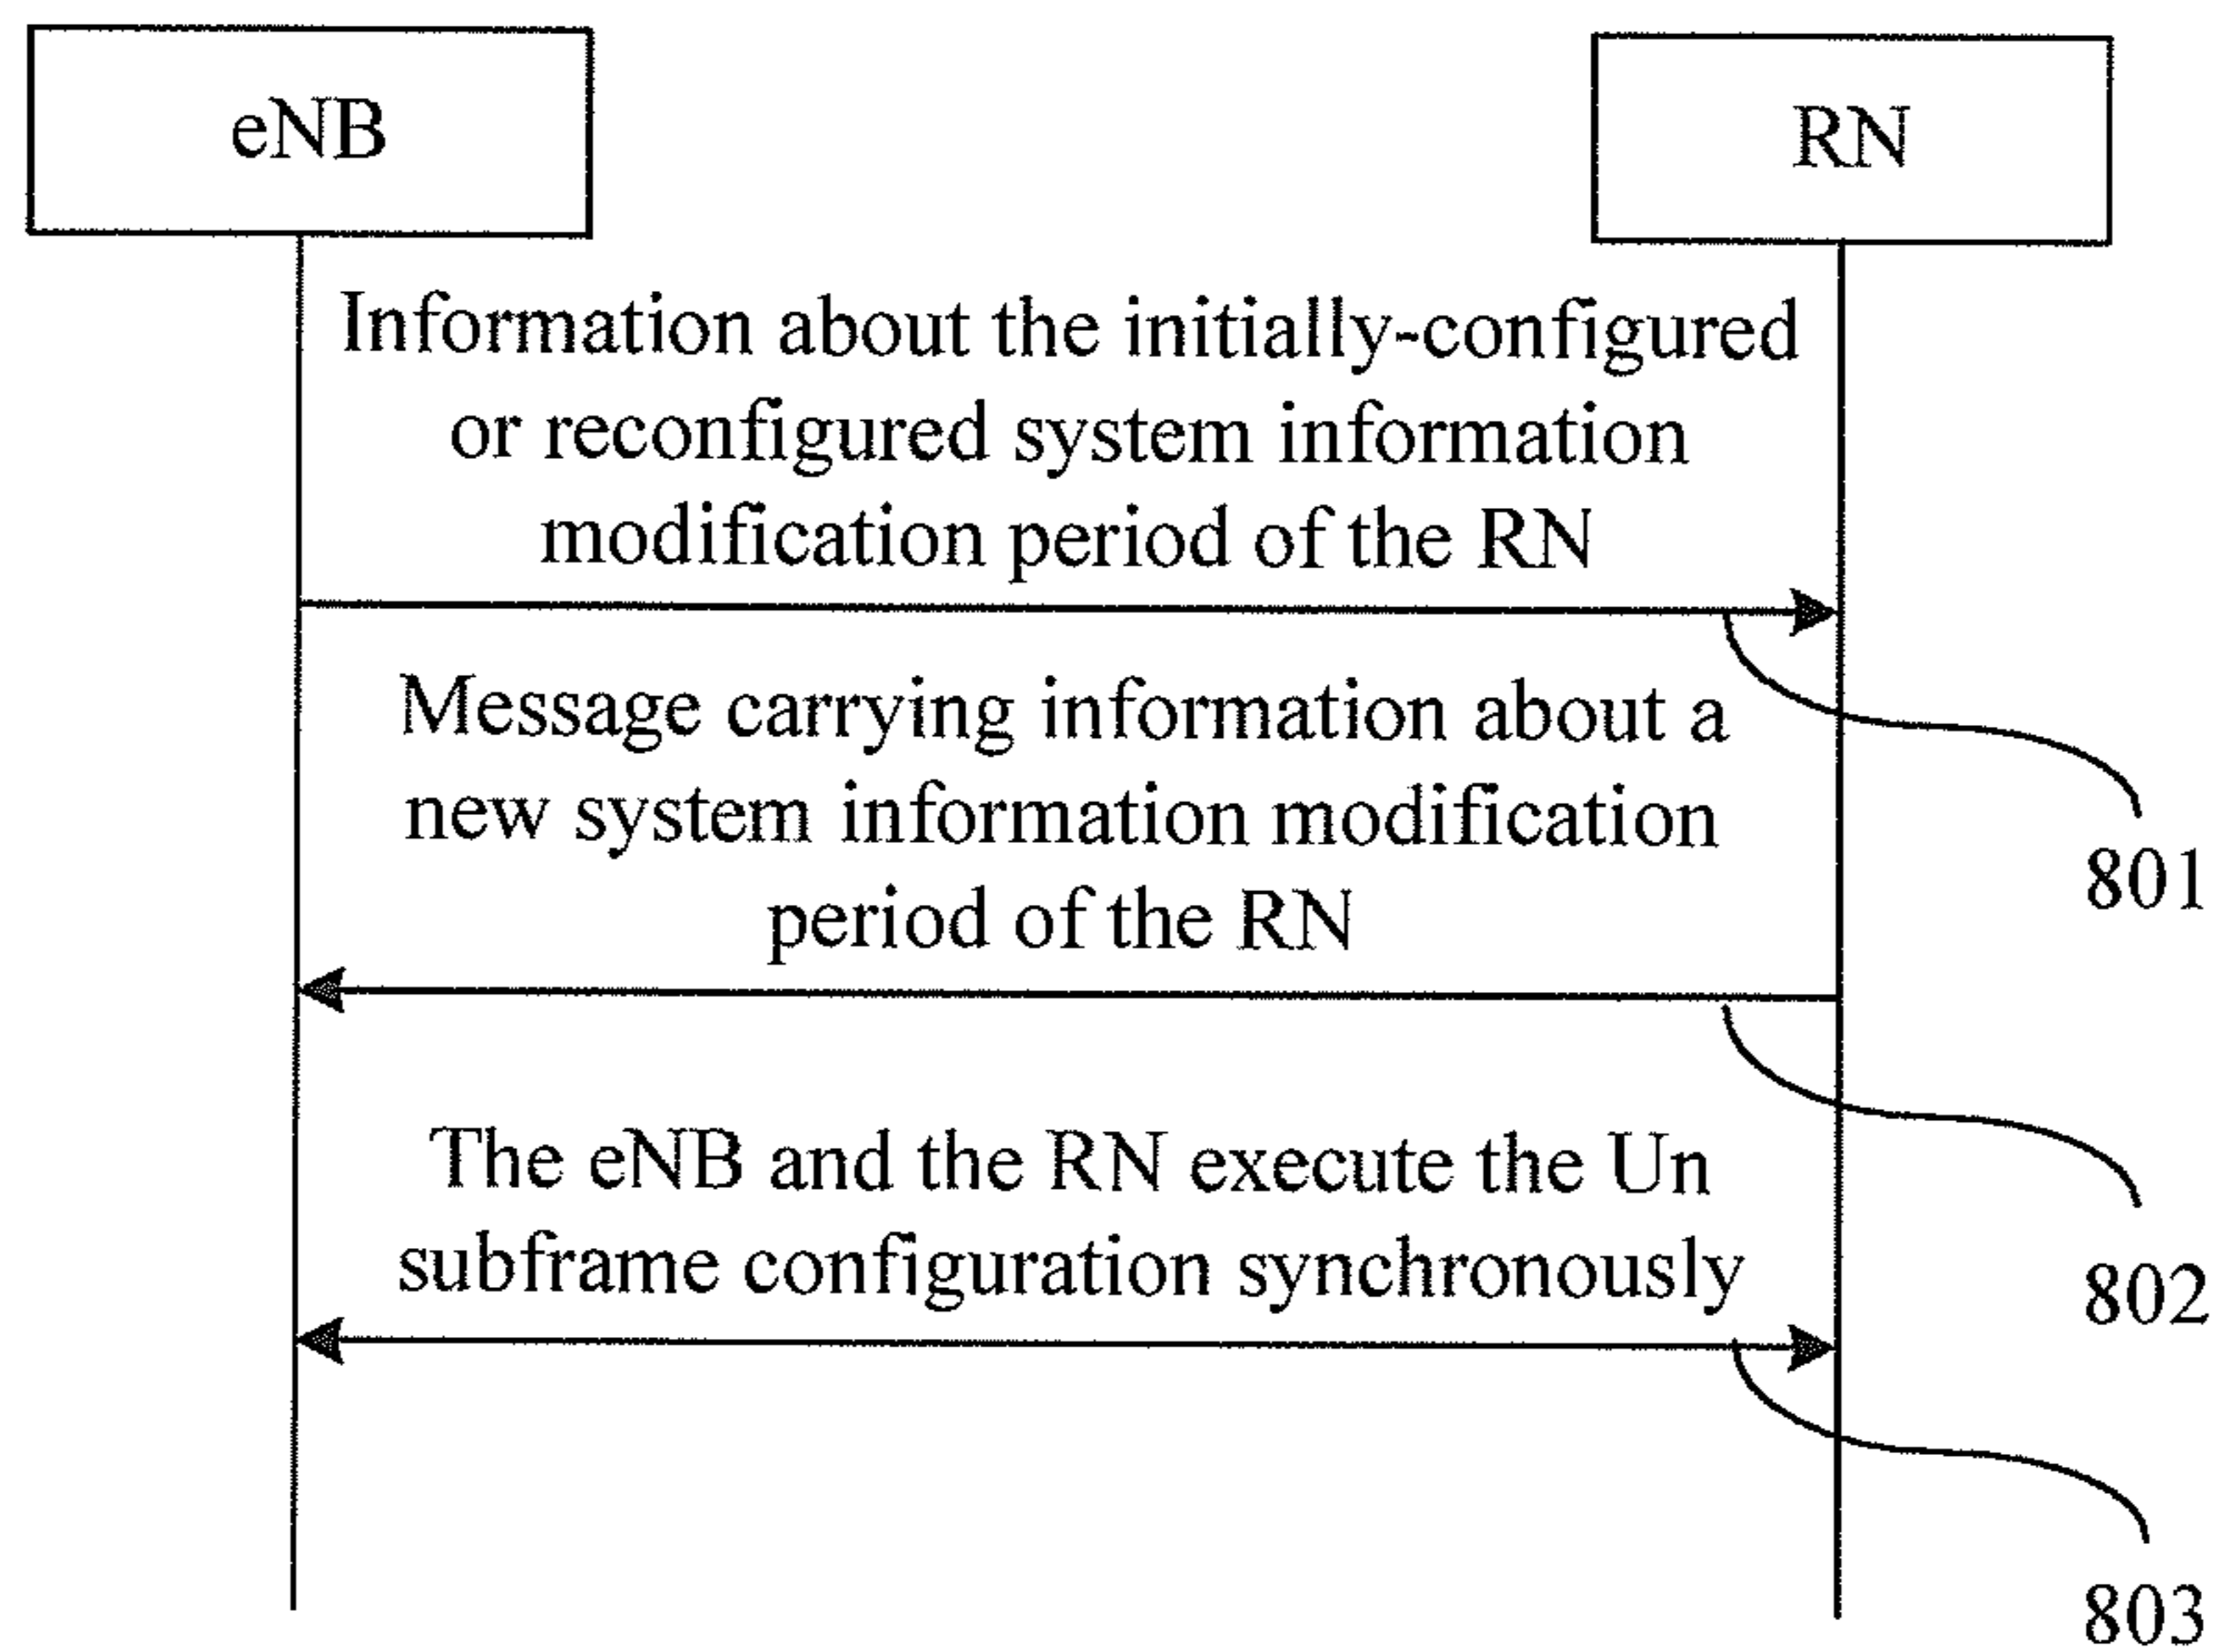 eNB
RN
Information about the initially-configured
or reconfigured system information
modification period of the RN
801
Message carrying information about a
new system information modification
period of the RN
802
The eNB and the RN execute the Un
subframe configuration synchronously
803